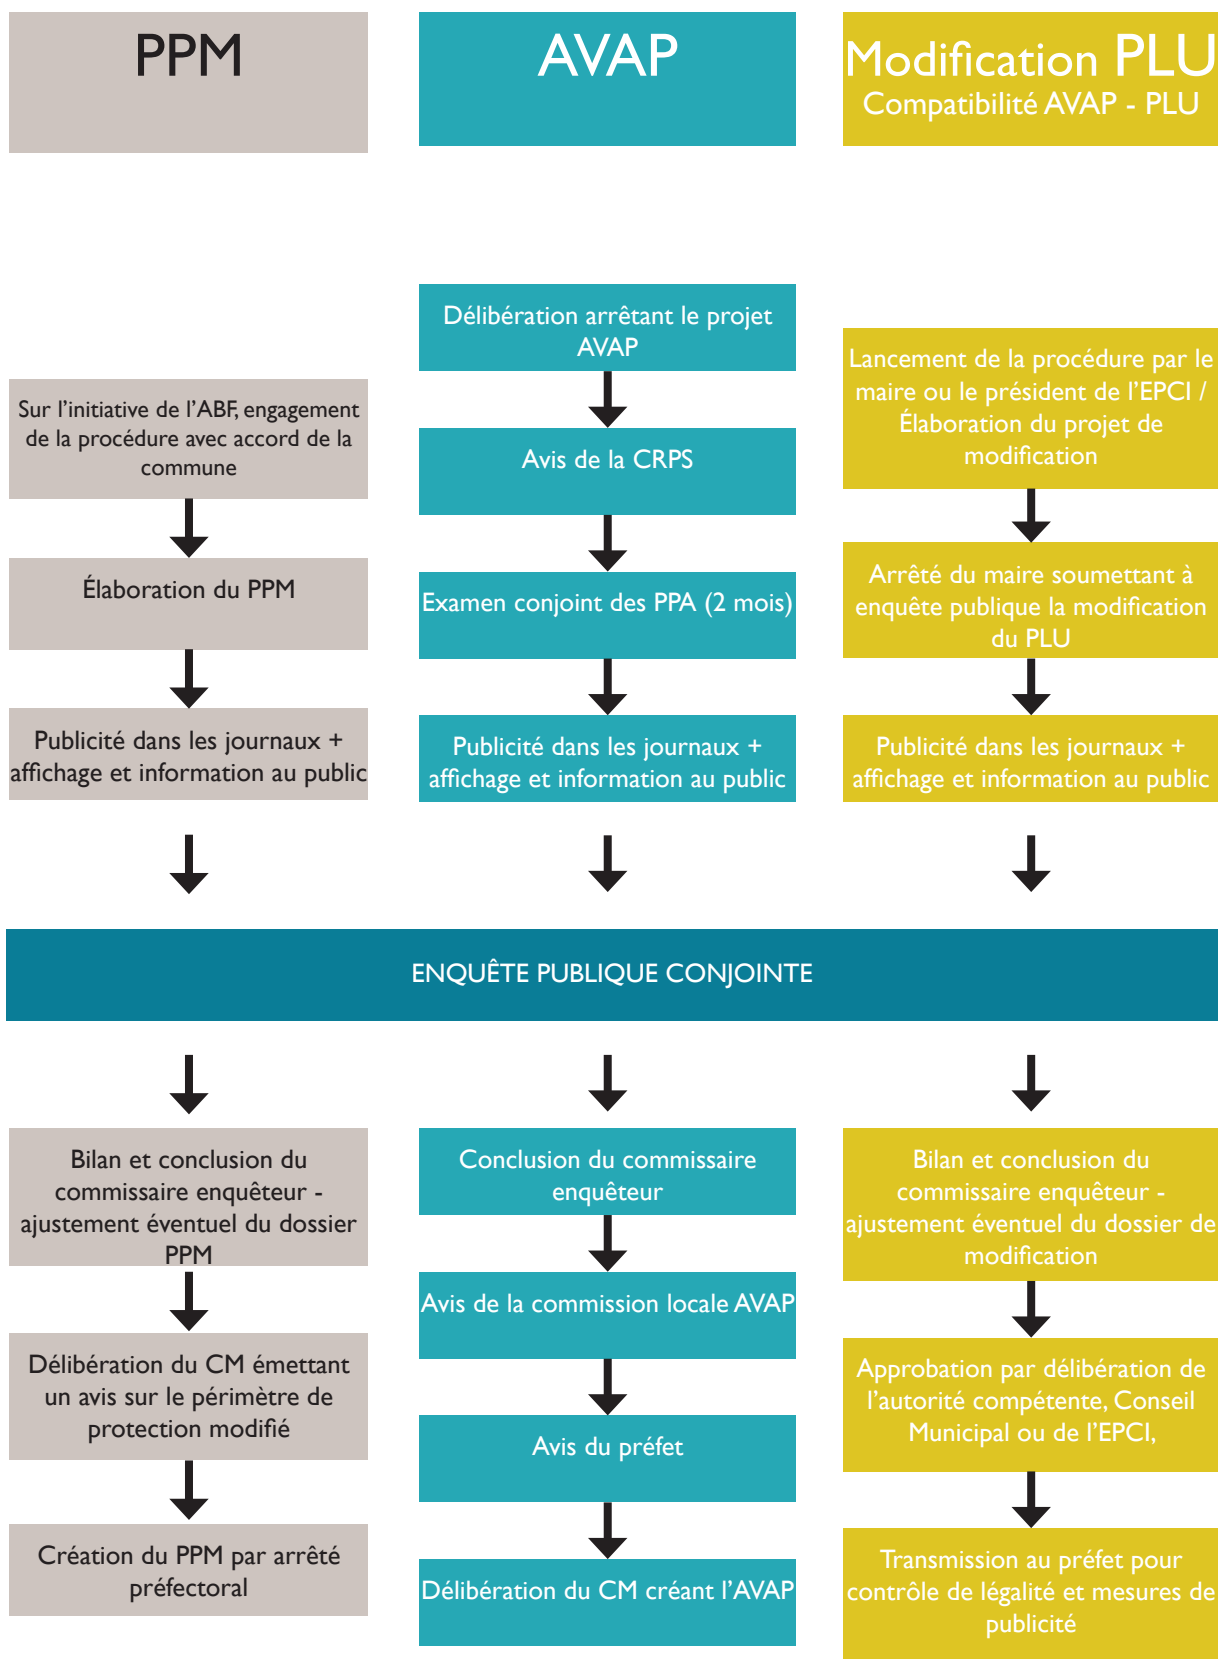 PPM
Sur l'initiative de l'ABF, engagement
de la procédure avec accord de la
commune
Élaboration du PPM
Publicité dans les journaux +
affichage et information au public
AVAP
Délibération arrêtant le projet
AVAP
Avis de la CRPS
Examen conjoint des PPA (2 mois)
Publicité dans les journaux +
affichage et information au public
Modification PLU
Compatibilité AVAP - PLU
Lancement de la procédure par le
maire ou le président de l'EPCI /
Élaboration du projet de
modification
Arrêté du maire soumettant à
enquête publique la modification
du PLU
Publicité dans les journaux +
affichage et information au public
ENQUÊTE PUBLIQUE CONJOINTE
Bilan et conclusion du
commissaire enquêteur -
ajustement éventuel du dossier
PPM
Délibération du CM émettant
un avis sur le périmètre de
protection modifié
Création du PPM par arrêté
préfectoral
Conclusion du commissaire
enquêteur
Avis de la commission locale AVAP
Avis du préfet
Délibération du CM créant l'AVAP
Bilan et conclusion du
commissaire enquêteur -
ajustement éventuel du dossier de
modification
Approbation par délibération de
l'autorité compétente, Conseil
Municipal ou de l'EPCI,
Transmission au préfet pour
contrôle de légalité et mesures de
publicité